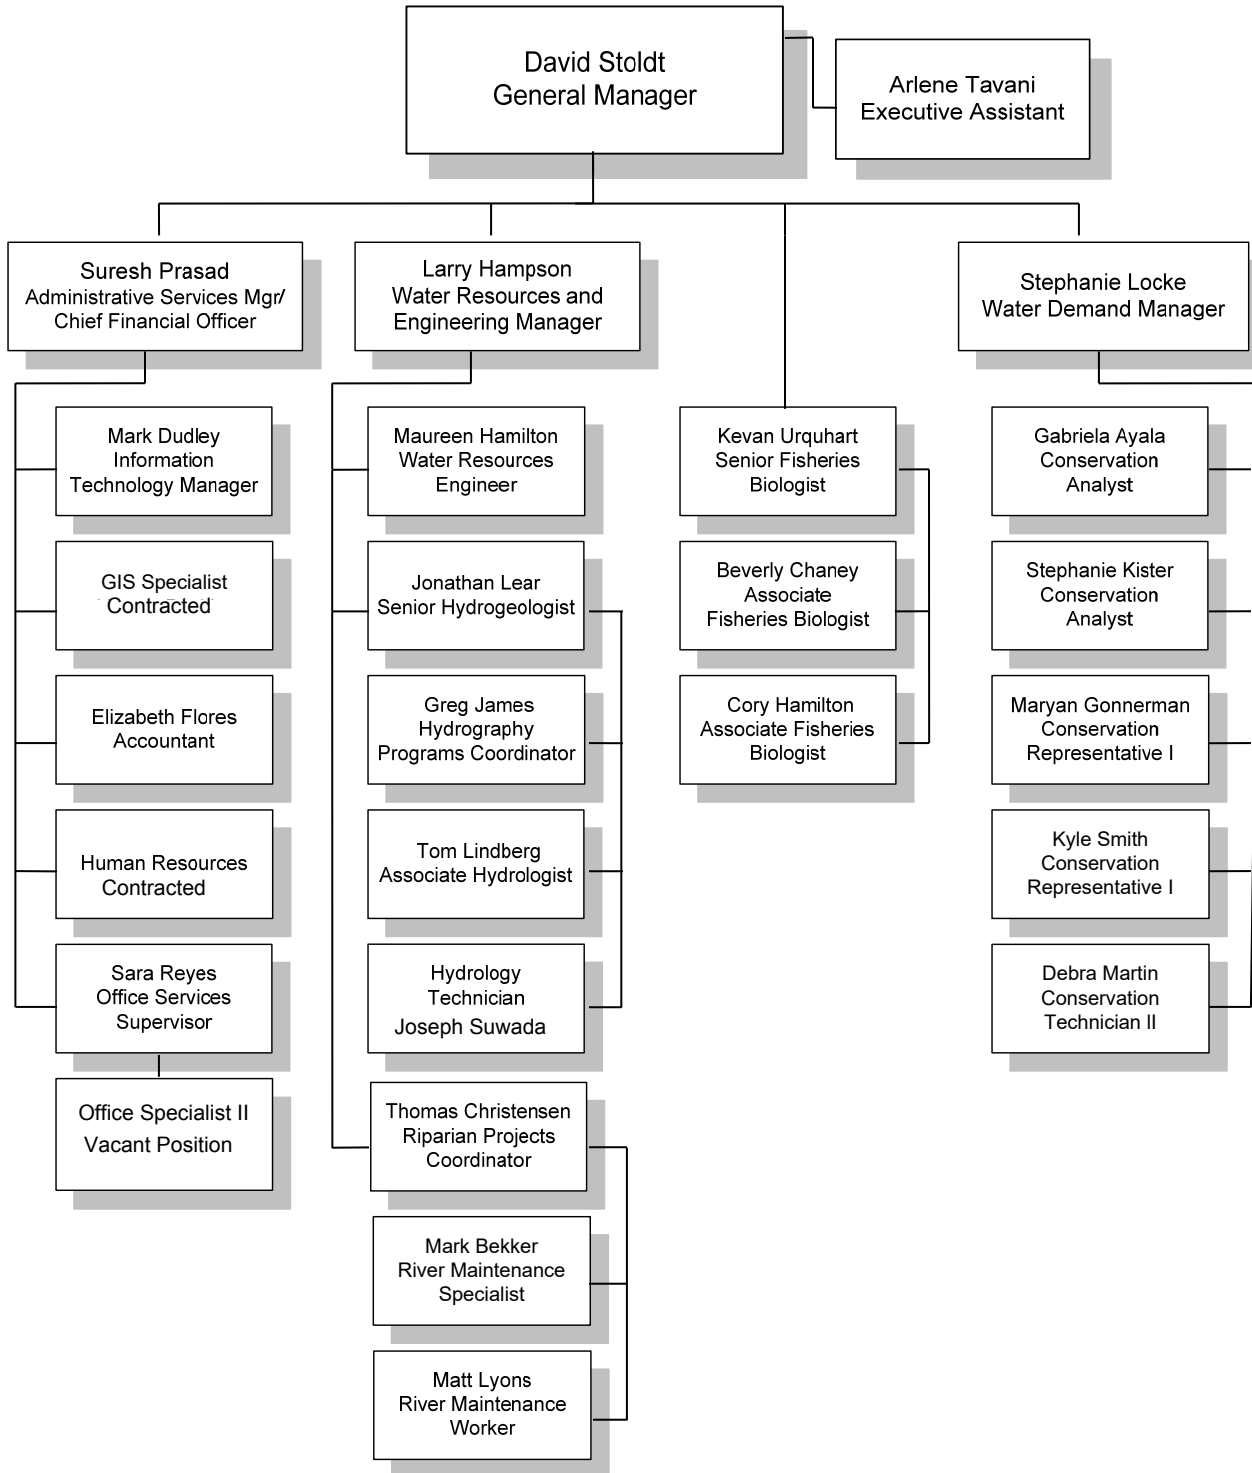 David Stoldt
General Manager
Arlene Tavani
Executive Assistant
Suresh Prasad
Administrative Services Mgr/
Chief Financial Officer
Larry Hampson
Water Resources and
Engineering Manager
Stephanie Locke
Water Demand Manager
Mark Dudley
Information
Technology Manager
GIS Specialist
Contracted
Elizabeth Flores
Accountant
Human Resources
Contracted
Sara Reyes
Office Services
Supervisor
Office Specialist II
Vacant Position
Maureen Hamilton
Water Resources
Engineer
Jonathan Lear
Senior Hydrogeologist
Greg James
Hydrography
Programs Coordinator
Tom Lindberg
Associate Hydrologist
Hydrology
Technician
Joseph Suwada
Thomas Christensen
Riparian Projects
Coordinator
Mark Bekker
River Maintenance
Specialist
Matt Lyons
River Maintenance
Worker
Kevan Urquhart
Senior Fisheries
Biologist
Beverly Chaney
Associate
Fisheries Biologist
Cory Hamilton
Associate Fisheries
Biologist
Gabriela Ayala
Conservation
Analyst
Stephanie Kister
Conservation
Analyst
Maryan Gonnerman
Conservation
Representative I
Kyle Smith
Conservation
Representative I
Debra Martin
Conservation
Technician II